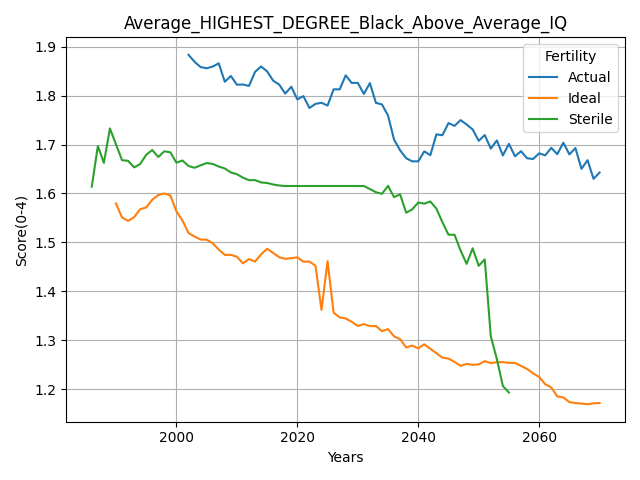 Average_HIGHEST_DEGREE_Black_Above_Average_IQ
Fertility
Actual
Ideal
Sterile
Score(0-4)
1.9
1.8
1.7
1.6
1.5
1.4
1.3
1.2
2000
2020
2040
2060
Years